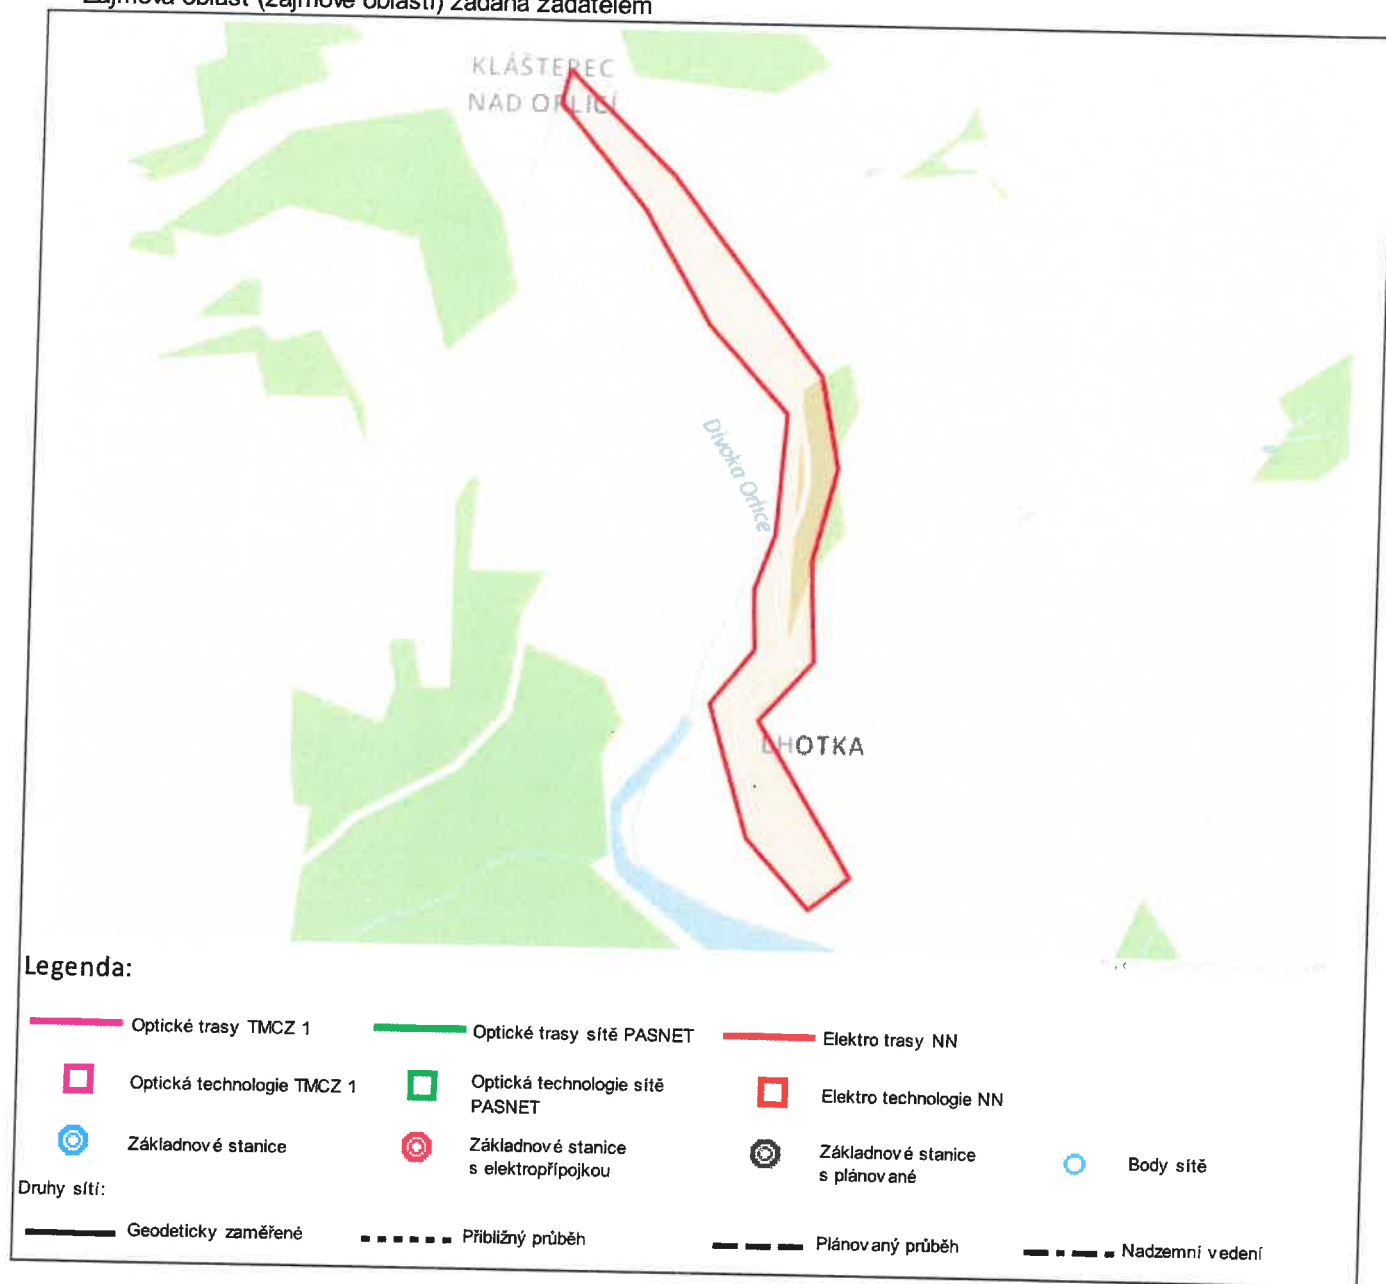 Zájmová oblast (zájmové oblasti) zadaná žadatelem
KLÁŠTEREC
NAD ORLICÍ
Divoká Orlice
LHOTKA
Legenda:
Optické trasy TMCZ 1
Optické trasy sítě PASNET
Elektro trasy NN
Optická technologie TMCZ 1
Optická technologie sítě
PASNET
Elektro technologie NN
Základnové stanice
Základnové stanice
s elektropřípojkou
Základnové stanice
s plánované
Body sítě
Druhy sítí:
Geodeticky zaměřené
Přibližný průběh
Plánovaný průběh
Nadzemní vedení